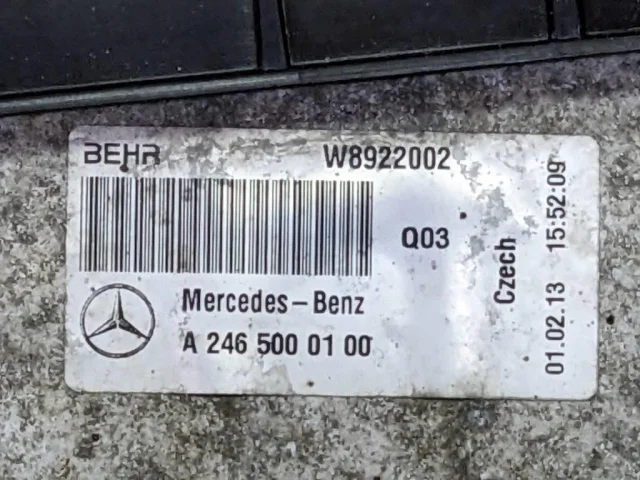 BEHR W8922002
Q03
Mercedes-Benz
A 246 500 01 00
Czech
01.02.13 15:52:09